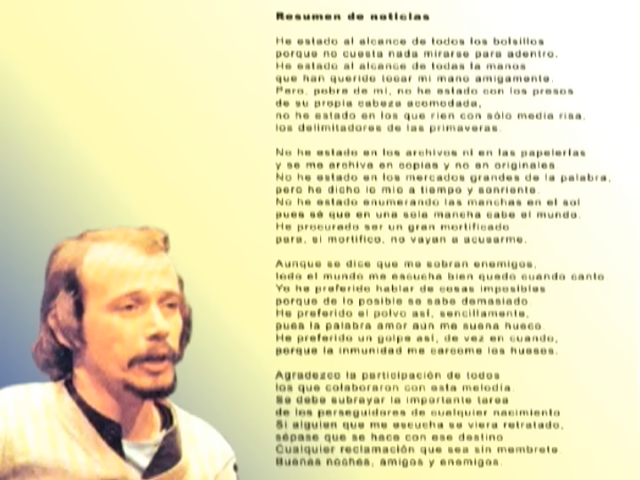 Resumen de noticias
He estado al alcance de todos los bolsillos
porque no cuesta nada mirarse para adentro.
He estado al alcance de todas la manos
que han querido tocar mi mano amigamente.
Pero, pobre de mi, no he estado con los presos
de su propia cabeza acomodada,
no he estado en los que ríen con sólo media risa,
los delimitadores de las primaveras.
No he estado en los archivos ni en las papelerías
y se me archiva en copias y no en originales.
No he estado en los mercados grandes de la palabra,
pero he dicho lo mío a tiempo y sonriente.
No he estado enumerando las manchas en el sol
pues sé que en una sola mancha cabe el mundo.
He procurado ser un gran mortificado
para, si mortifico, no vayan a acusarme.
Aunque se dice que me sobran enemigos,
todo el mundo me escucha bien quedo cuando canto
Yo he preferido hablar de cosas imposibles
porque de lo posible se sabe demasiado
He preferido el polvo así, sencillamente,
pues la palabra amor aún me suena hueco.
He preferido un golpe así, de vez en cuando,
porque la inmunidad me carcome los huesos.
Agradezco la participación de todos
los que colaboraron con esta melodía.
Se debe subrayar la importante tarea
de los perseguidores de cualquier nacimiento
Si alguien que me escucha se viera retratado,
sépase que se hace con ese destino
Cualquier reclamación que sea sin membrete.
Buenas noches, amigos y enemigos.